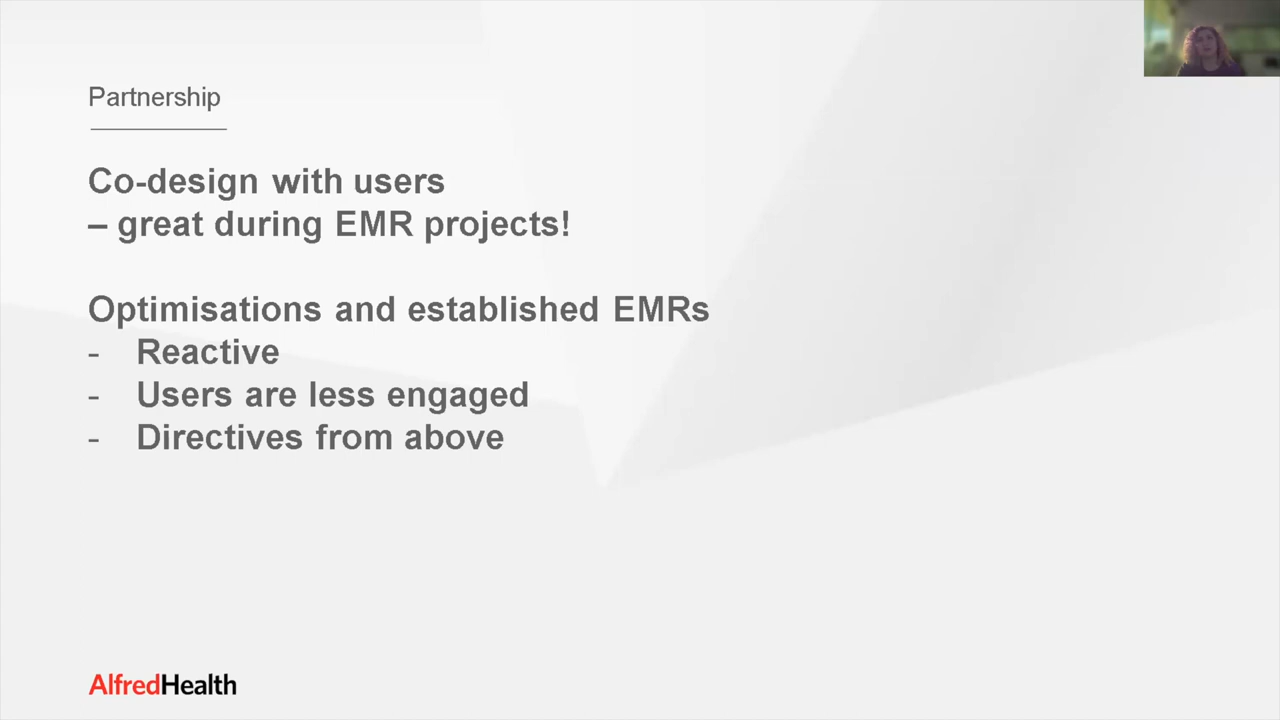 Partnership
Co-design with users
– great during EMR projects!
Optimisations and established EMRs
- Reactive
- Users are less engaged
- Directives from above
AlfredHealth